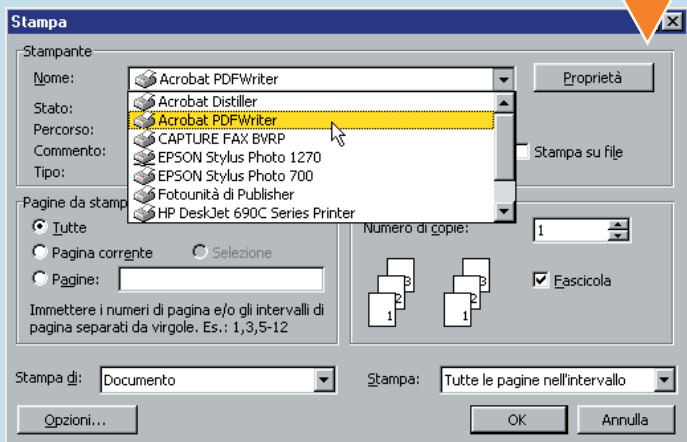 Stampa
Stampante
Nome:
Acrobat PDFWriter
Proprietà
Acrobat Distiller
Stato:
Acrobat PDFWriter
Percorso:
CAPTURE FAX BVRP
Commento:
EPSON Stylus Photo 1270
Stampa su file
Tipo:
EPSON Stylus Photo 700
Fotounità di Publisher
HP DeskJet 690C Series Printer
Pagine da stamp
Tutte
Numero di copie:
1
Pagina corrente
Selezione
Pagine:
Fascicola
3
2
1
3
2
1
Immettere i numeri di pagina e/o gli intervalli di
pagina separati da virgole. Es.: 1,3,5-12
Stampa di:
Documento
Stampa:
Tutte le pagine nell'intervallo
Opzioni...
OK
Annulla